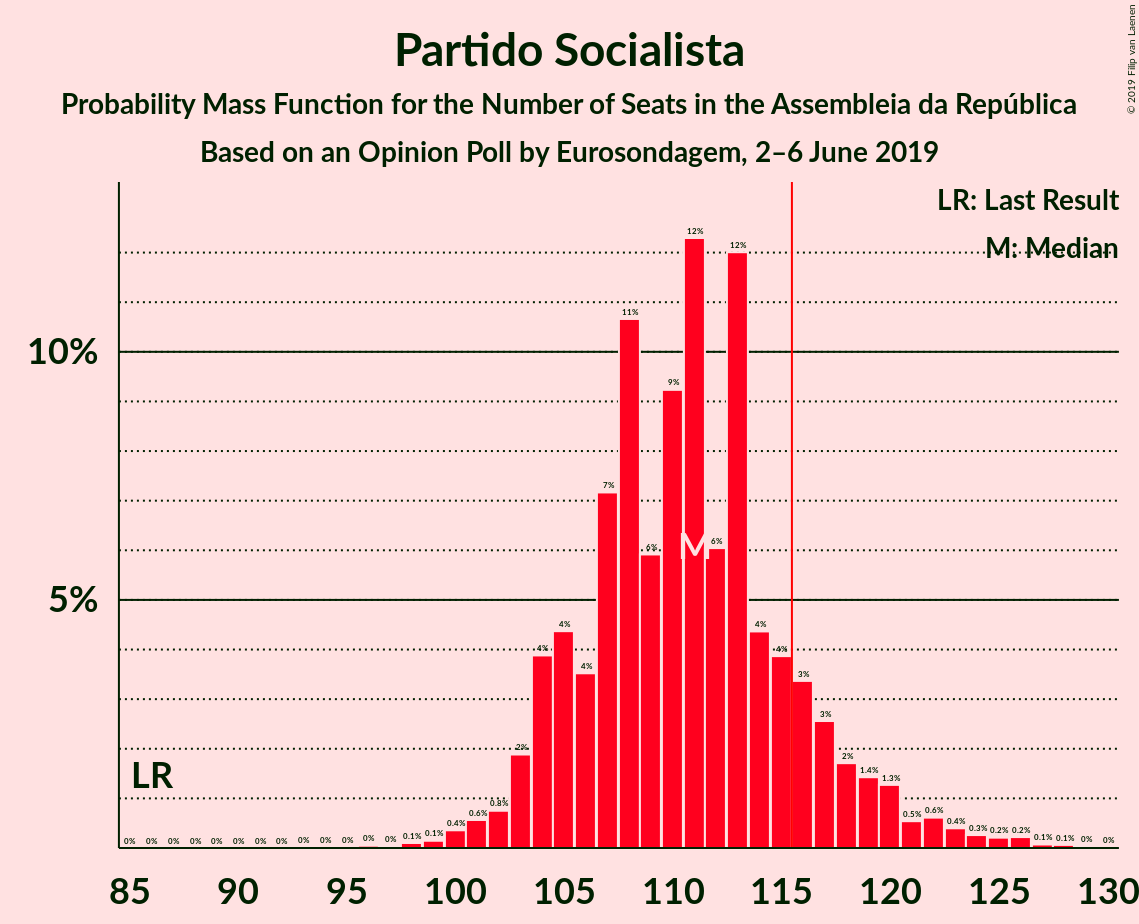 Partido Socialista
Probability Mass Function for the Number of Seats in the Assembleia da República
Based on an Opinion Poll by Eurosondagem, 2–6 June 2019
© 2019 Filip van Laenen
LR: Last Result
M: Median
10%
5%
LR
M
0% 0% 0% 0% 0% 0% 0% 0% 0% 0% 0% 0% 0% 0.1% 0.1% 0.4% 0.6% 0.8% 2% 4% 4% 4% 7% 11% 6% 9% 12% 6% 12% 4% 4% 3% 3% 2% 1.4% 1.3% 0.5% 0.6% 0.4% 0.3% 0.2% 0.2% 0.1% 0.1% 0% 0%
85 90 95 100 105 110 115 120 125 130